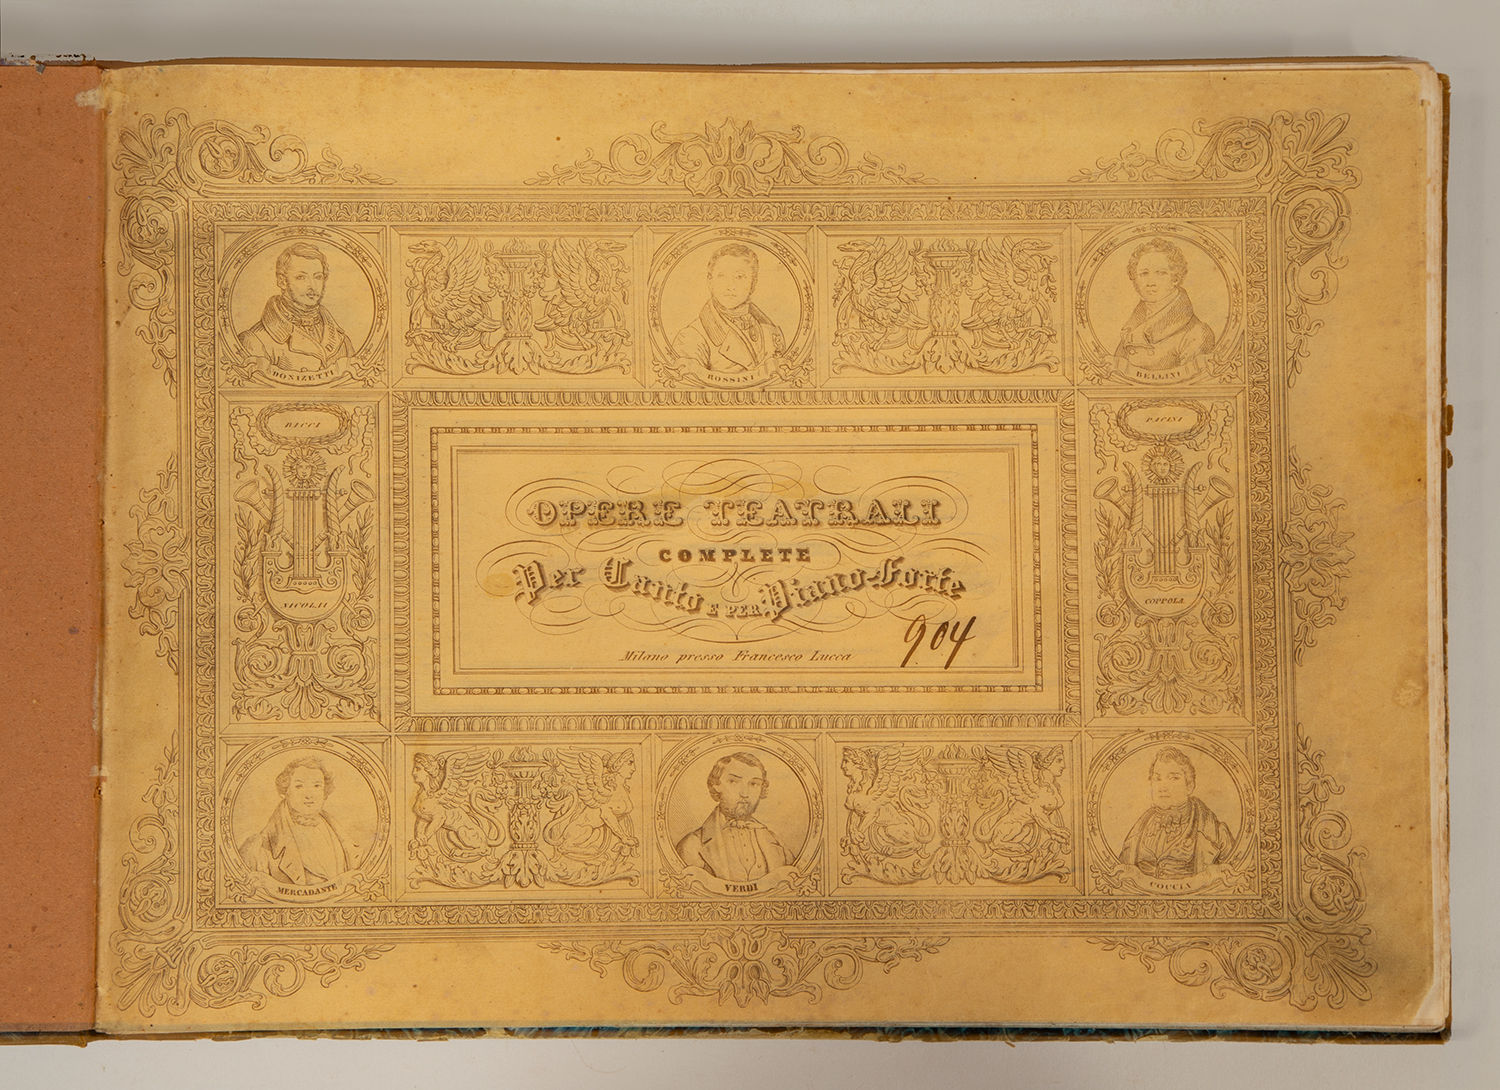 DONIZETTI
ROSSINI
BELLINI
RICCI
PACINI
OPERE TEATRALI
COMPLETE
Per Canto E PER Piano-Forte
NICOLAI
COPPOLA
Milano presso Francesco Lucca
904
MERCADANTE
VERDI
COCCIA